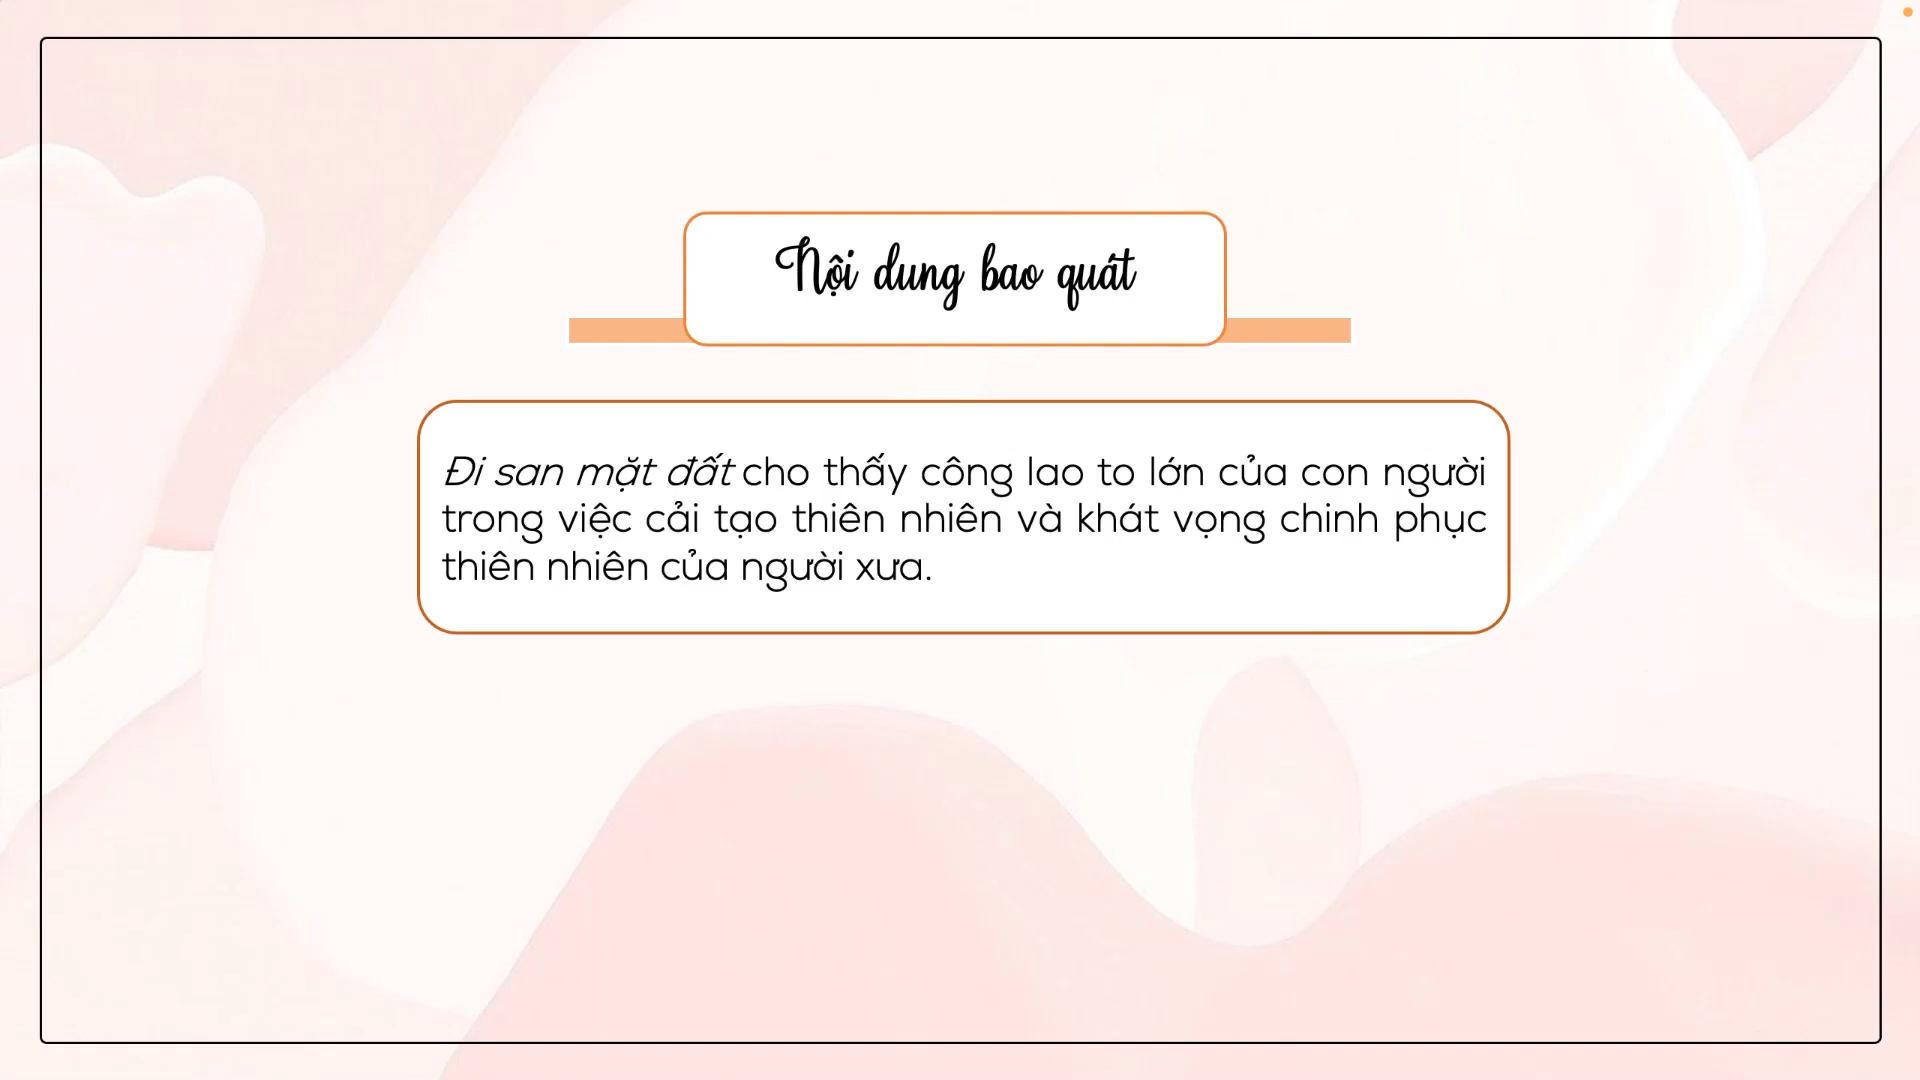 Nội dung bao quát
Đi san mặt đất cho thấy công lao to lớn của con người
trong việc cải tạo thiên nhiên và khát vọng chinh phục
thiên nhiên của người xưa.